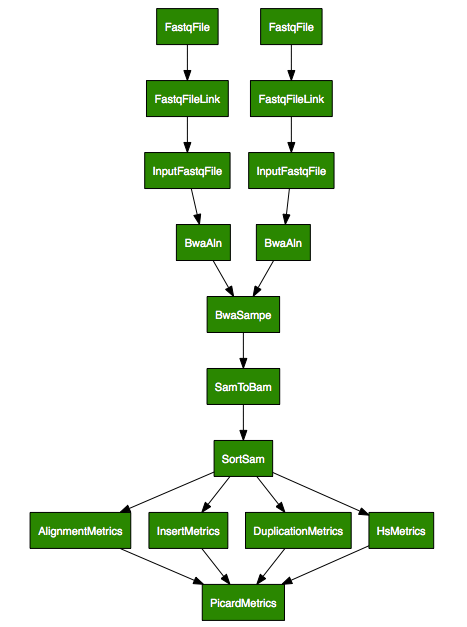 FastqFile
FastqFile
FastqFileLink
FastqFileLink
InputFastqFile
InputFastqFile
BwaAln
BwaAln
BwaSampe
SamToBam
SortSam
AlignmentMetrics
InsertMetrics
DuplicationMetrics
HsMetrics
PicardMetrics